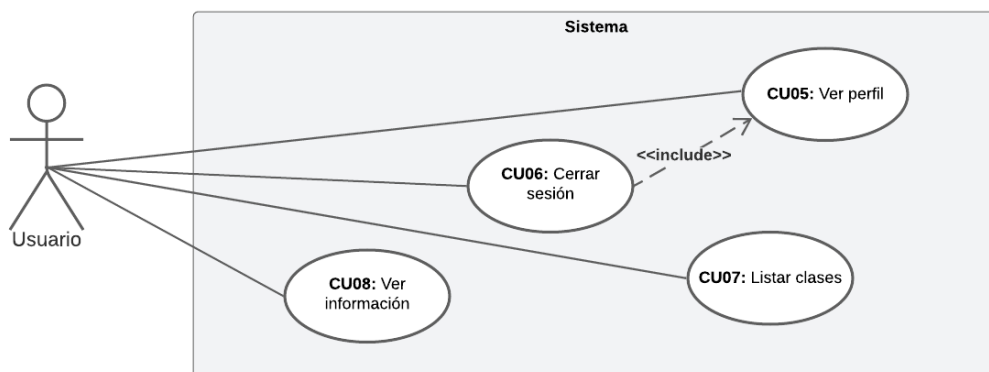 Sistema
CU05: Ver perfil
<<include>>
CU06: Cerrar
sesión
Usuario
CU07: Listar clases
CU08: Ver
información